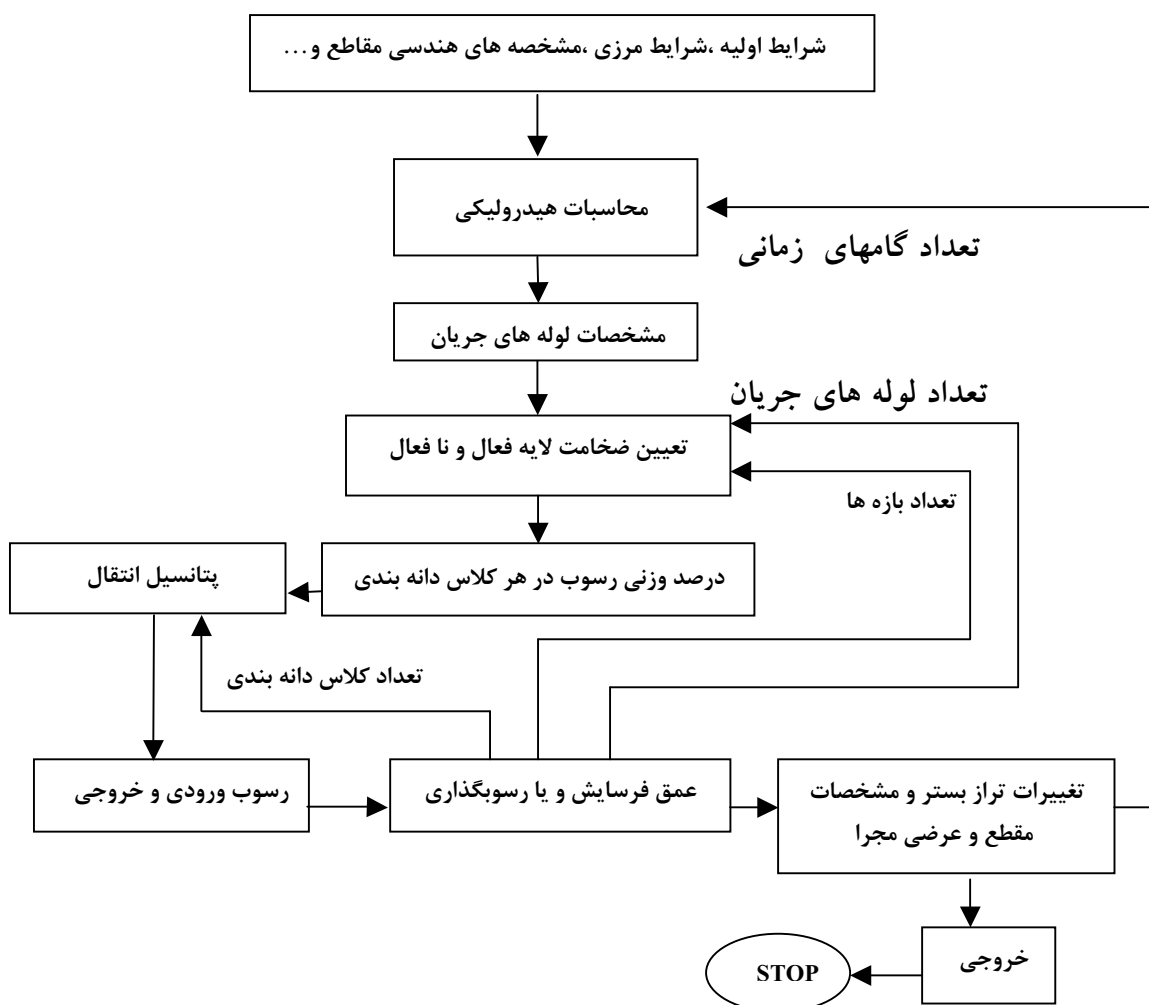 شرایط اولیه ،شرایط مرزی ،مشخصه های هندسی مقاطع و...
محاسبات هیدرولیکی
تعداد گامهای زمانی
مشخصات لوله های جریان
تعداد لوله های جریان
تعیین ضخامت لایه فعال و نا فعال
تعداد بازه ها
درصد وزنی رسوب در هر کلاس دانه بندی
پتانسیل انتقال
تعداد کلاس دانه بندی
رسوب ورودی و خروجی
عمق فرسایش و یا رسوبگذاری
تغییرات تراز بستر و مشخصات
مقطع و عرضی مجرا
خروجی
STOP